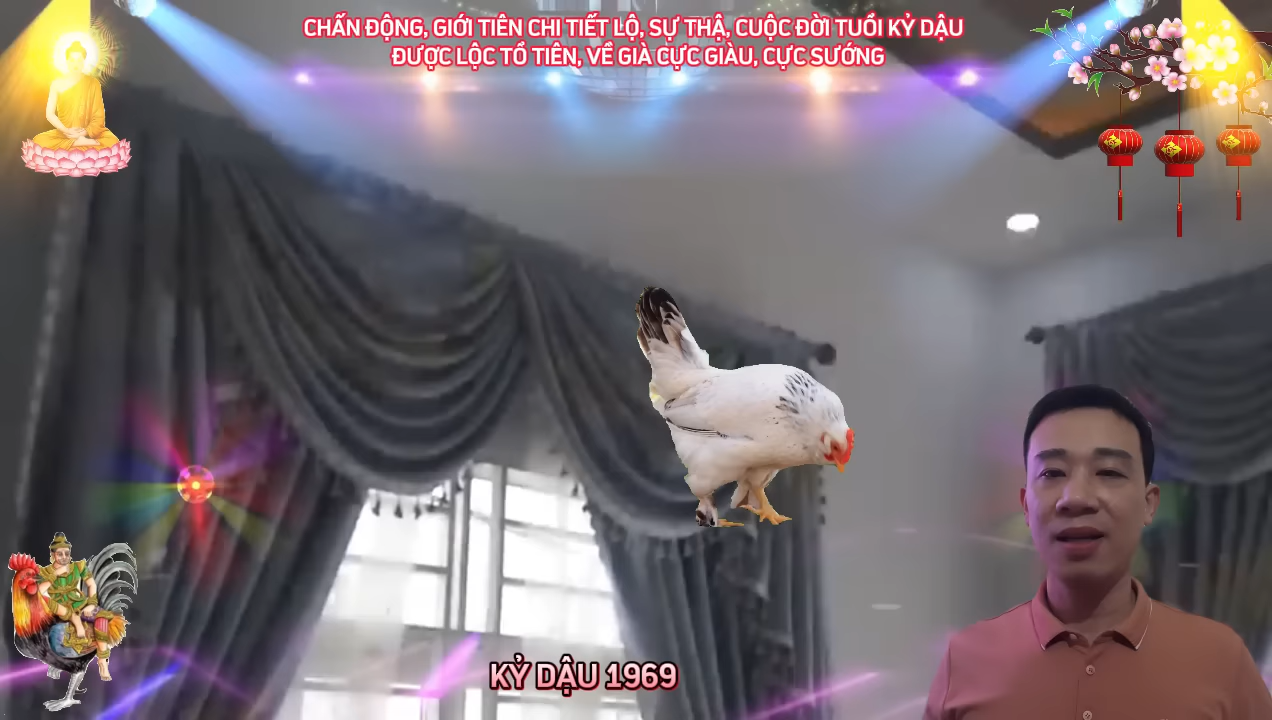 CHẤN ĐỘNG, GIỚI TIÊN CHI TIẾT LỘ, SỰ THẬ, CUỘC ĐỜI TUỔI KỶ DẬU
ĐƯỢC LỘC TỔ TIÊN, VỀ GIÀ CỰC GIÀU, CỰC SƯỚNG
KỶ DẬU 1969